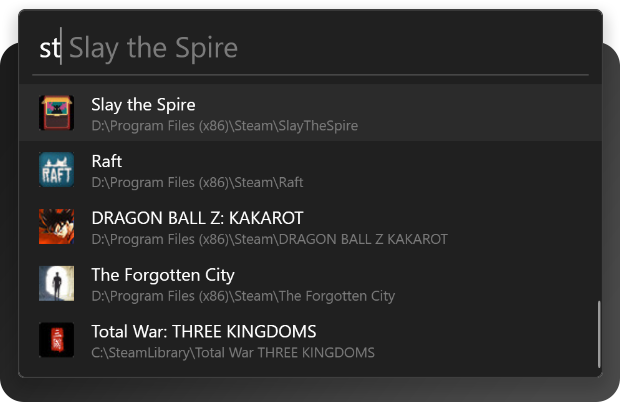 st Slay the Spire
Slay the Spire
D:\Program Files (x86)\Steam\SlayTheSpire
RAFT
Raft
D:\Program Files (x86)\Steam\Raft
DRAGON BALL Z: KAKAROT
D:\Program Files (x86)\Steam\DRAGON BALL Z KAKAROT
The Forgotten City
D:\Program Files (x86)\Steam\The Forgotten City
Total War: THREE KINGDOMS
C:\SteamLibrary\Total War THREE KINGDOMS